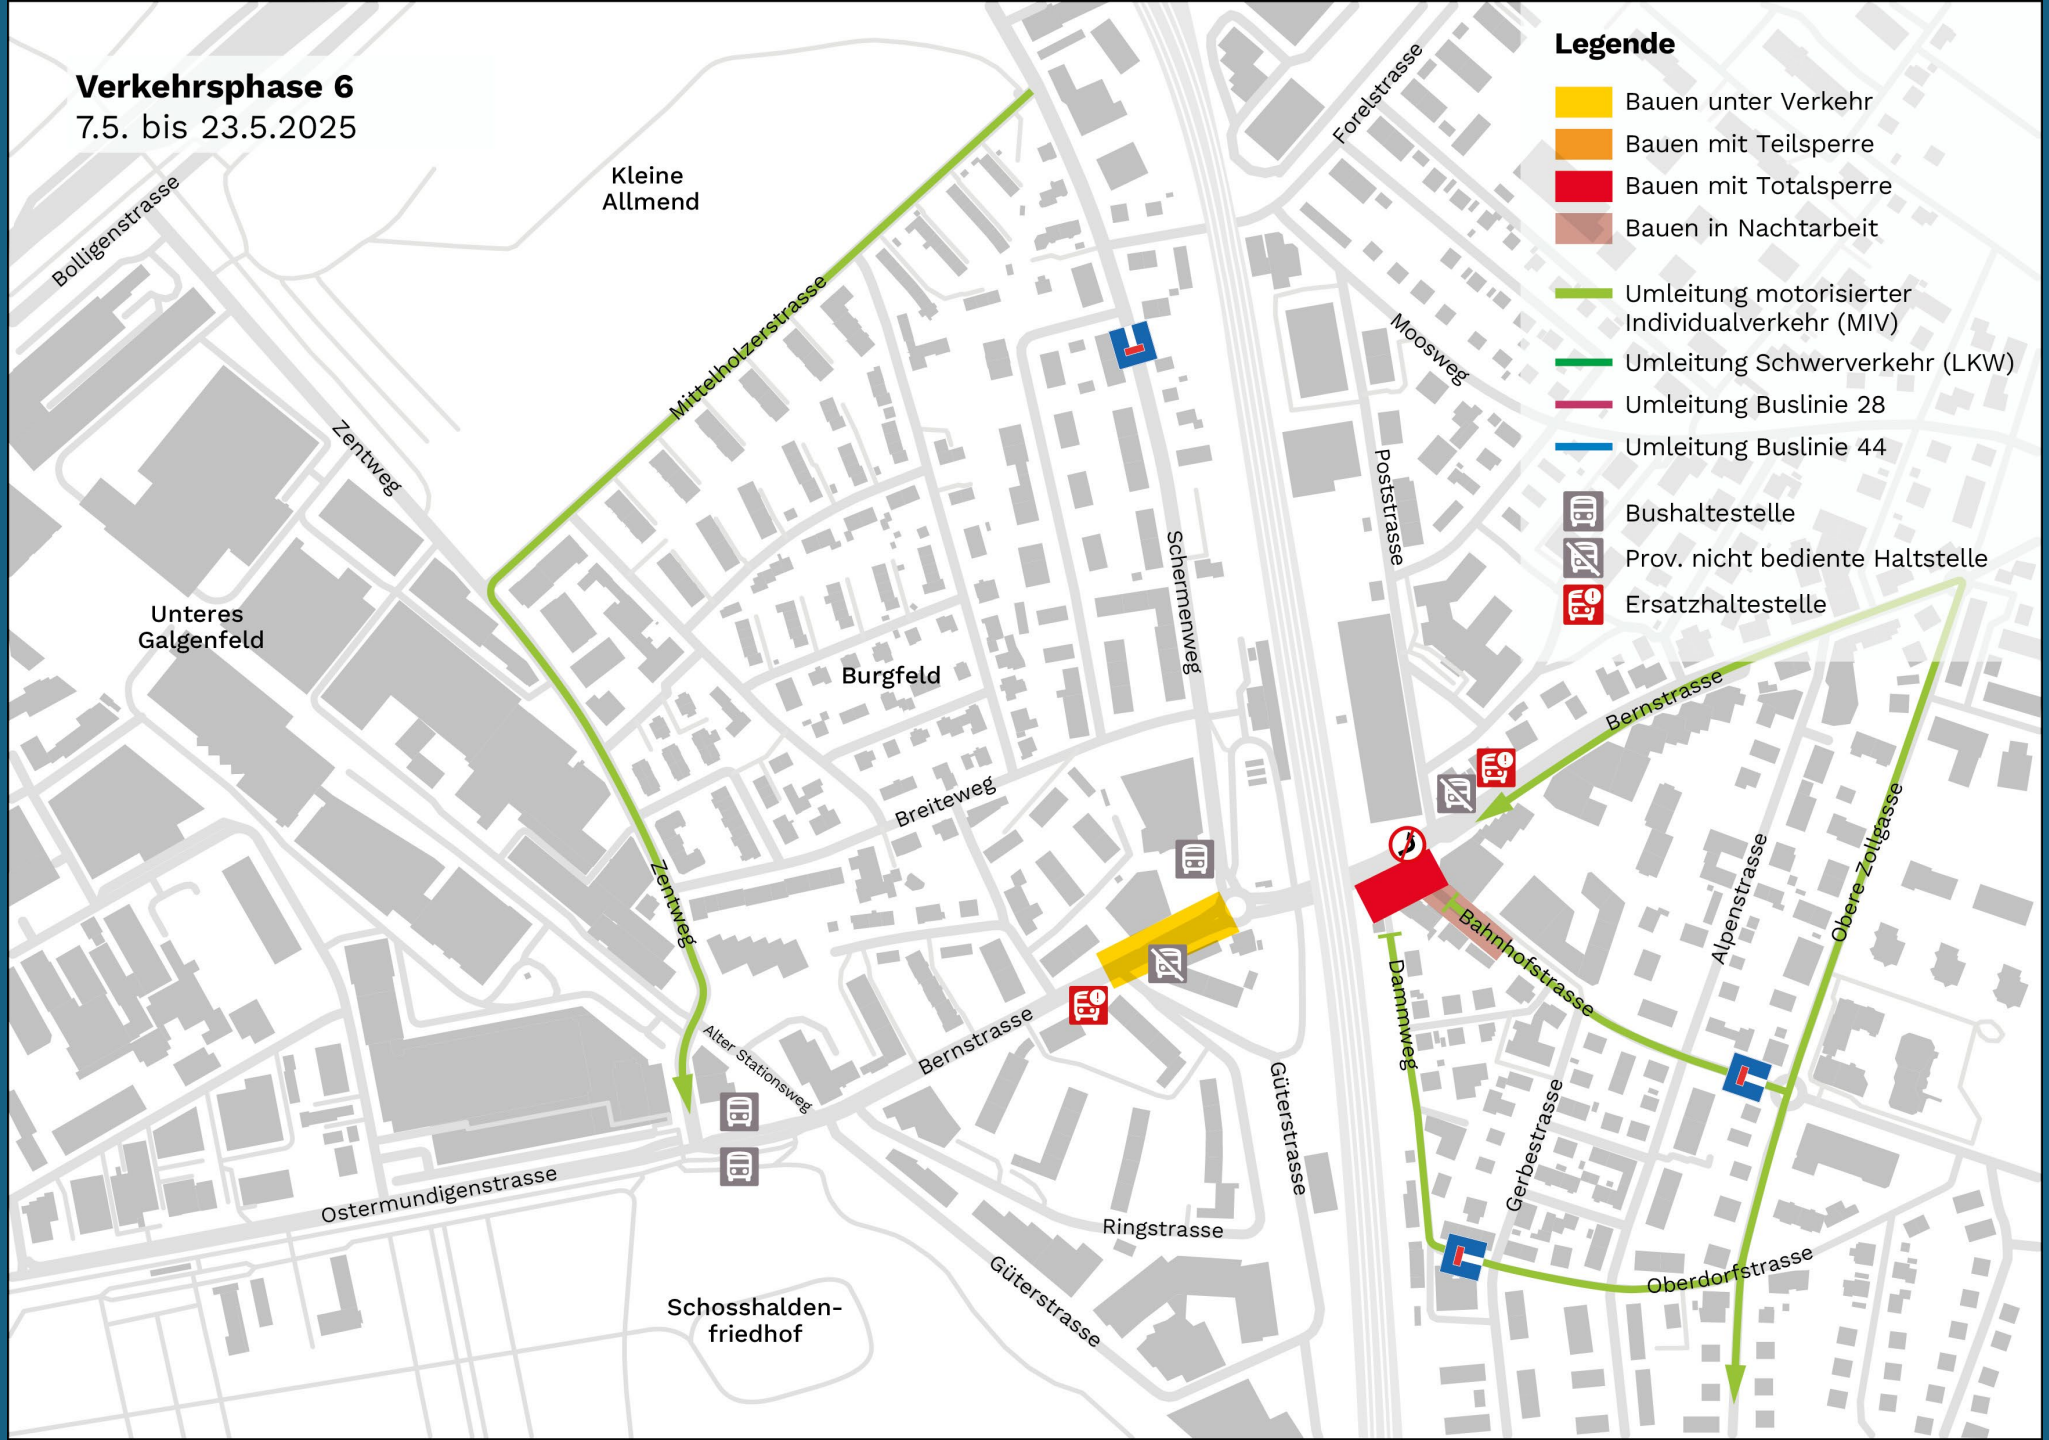 Verkehrsphase 6
7.5. bis 23.5.2025
Legende
Bauen unter Verkehr
Bauen mit Teilsperre
Bauen mit Totalsperre
Bauen in Nachtarbeit
Umleitung motorisierter
Individualverkehr (MIV)
Umleitung Schwerverkehr (LKW)
Umleitung Buslinie 28
Umleitung Buslinie 44
Bushaltestelle
Prov. nicht bediente Haltstelle
Ersatzhaltestelle
Forelstrasse
Kleine
Allmend
Bolligenstrasse
Mittelholzerstrasse
Moosweg
Zentweg
Poststrasse
Schermenweg
Unteres
Galgenfeld
Burgfeld
Bernstrasse
Breiteweg
Obere Zollgasse
Alpenstrasse
Zentweg
Bahnhofstrasse
Dammweg
Bernstrasse
Alter Stationsweg
Güterstrasse
Gerbestrasse
Ostermundigenstrasse
Ringstrasse
Oberdorfstrasse
Güterstrasse
Schosshalden-
friedhof